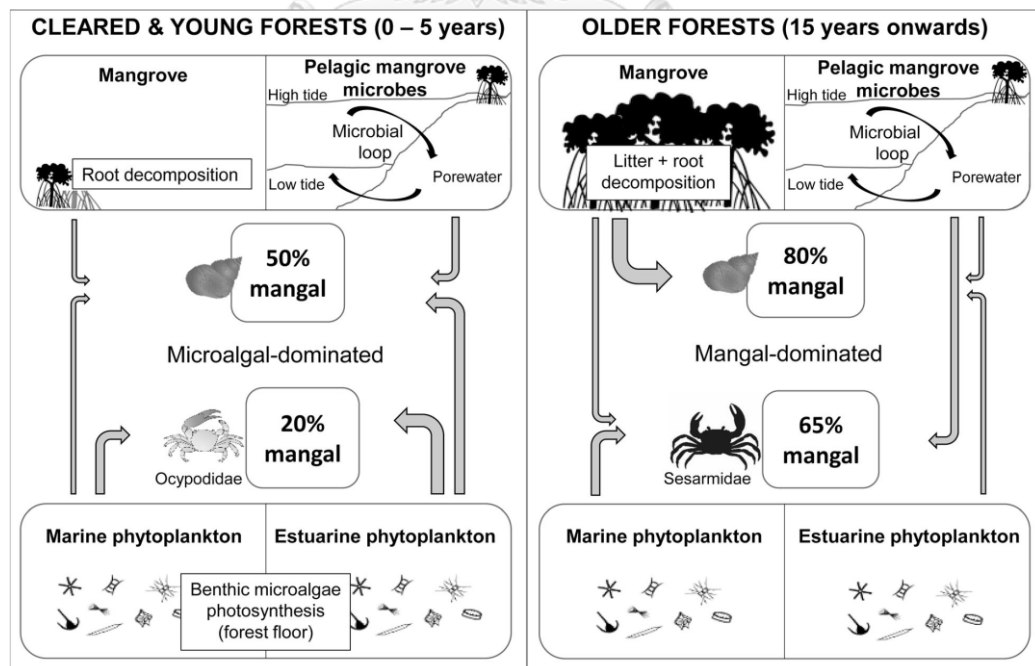 CLEARED & YOUNG FORESTS (0 – 5 years)
Mangrove
Pelagic mangrove
microbes
High tide
Microbial
loop
Root decomposition
Low tide
Porewater
50%
mangal
Microalgal-dominated
20%
mangal
Ocypodidae
Marine phytoplankton
Estuarine phytoplankton
Benthic microalgae
photosynthesis
(forest floor)
OLDER FORESTS (15 years onwards)
Mangrove
Pelagic mangrove
microbes
High tide
Microbial
loop
Litter + root
decomposition
Low tide
Porewater
80%
mangal
Mangal-dominated
65%
mangal
Sesarmidae
Marine phytoplankton
Estuarine phytoplankton